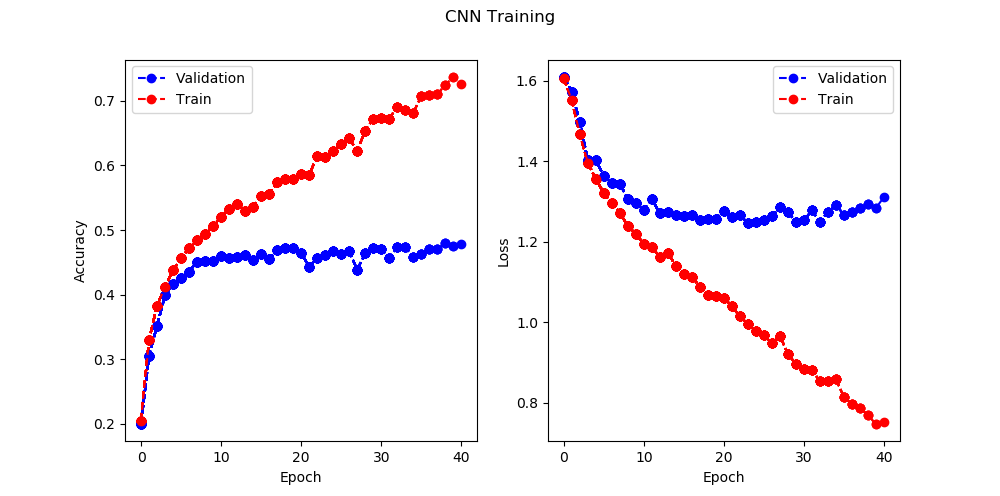 CNN Training
Validation
Train
0.7
0.6
0.5
0.4
0.3
0.2
Accuracy
0 10 20 30 40
Epoch
Validation
Train
1.6
1.4
1.2
1.0
0.8
Loss
0 10 20 30 40
Epoch